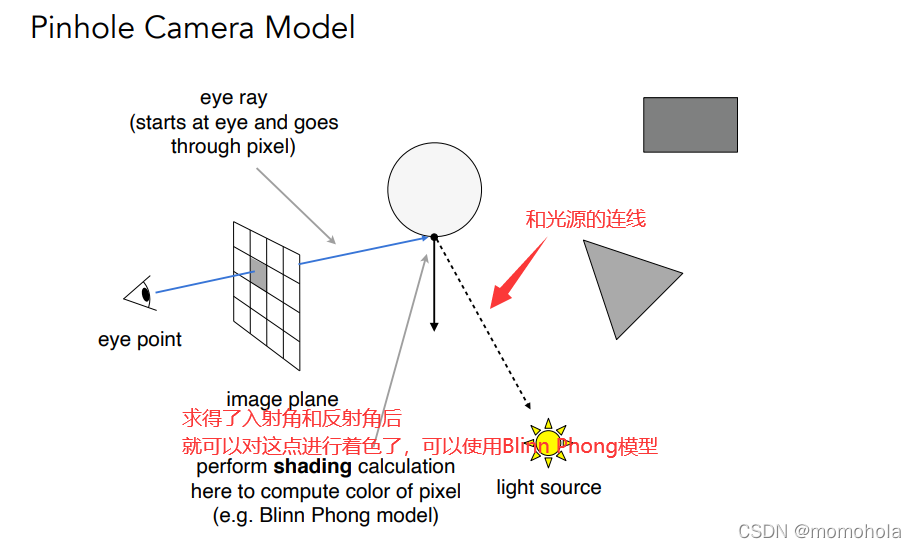 Pinhole Camera Model
eye ray
(starts at eye and goes
through pixel)
和光源的连线
eye point
image plane
求得了入射角和反射角后
就可以对这点进行着色了，可以使用Blinn Phong模型
perform shading calculation
here to compute color of pixel
(e.g. Blinn Phong model)
light source
CSDN @momohola